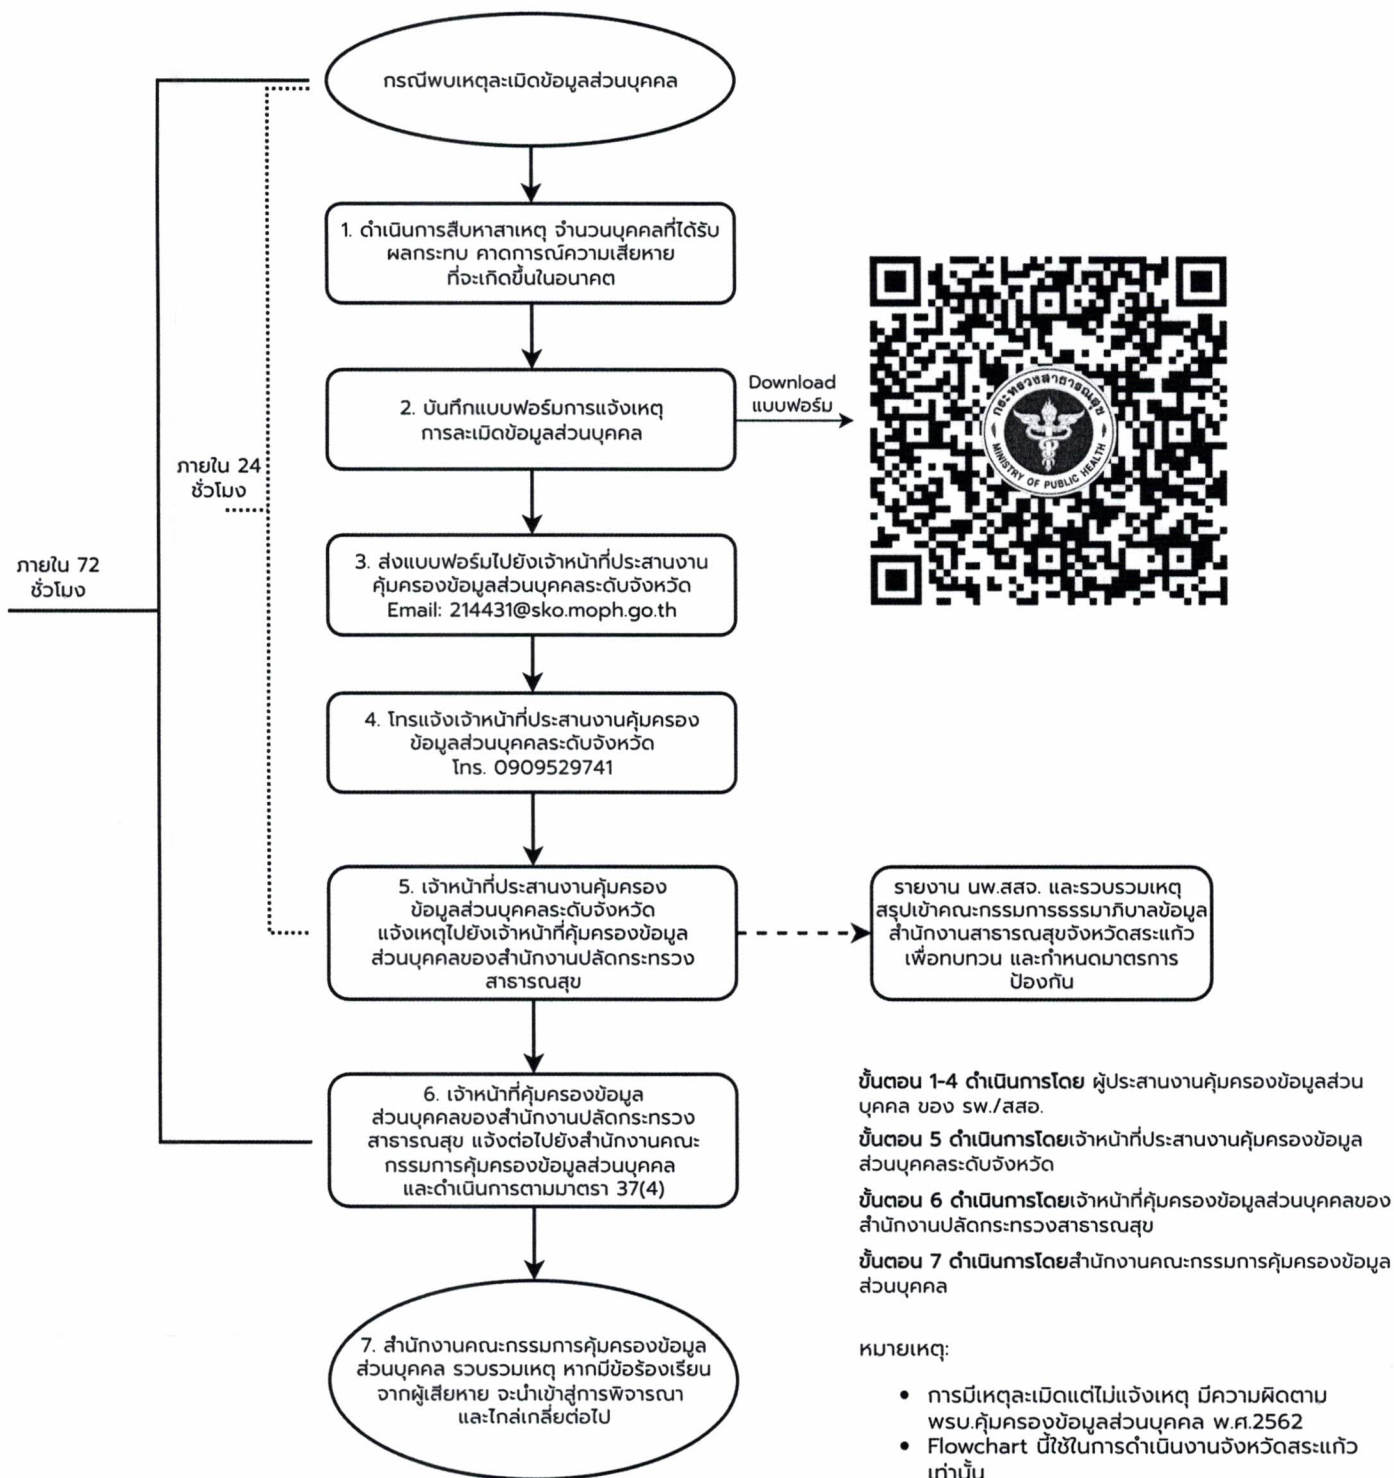 กรณีพบเหตุละเมิดข้อมูลส่วนบุคคล
1. ดำเนินการสืบหาสาเหตุ จำนวนบุคคลที่ได้รับ
ผลกระทบ คาดการณ์ความเสียหาย
ที่จะเกิดขึ้นในอนาคต
2. บันทึกแบบฟอร์มการแจ้งเหตุ
การละเมิดข้อมูลส่วนบุคคล
Download
แบบฟอร์ม
กระทรวงสาธารณสุข
MINISTRY OF PUBLIC HEALTH
ภายใน 24
ชั่วโมง
ภายใน 72
ชั่วโมง
3. ส่งแบบฟอร์มไปยังเจ้าหน้าที่ประสานงาน
คุ้มครองข้อมูลส่วนบุคคลระดับจังหวัด
Email: 214431@sko.moph.go.th
4. โทรแจ้งเจ้าหน้าที่ประสานงานคุ้มครอง
ข้อมูลส่วนบุคคลระดับจังหวัด
โทร. 0909529741
5. เจ้าหน้าที่ประสานงานคุ้มครอง
ข้อมูลส่วนบุคคลระดับจังหวัด
แจ้งเหตุไปยังเจ้าหน้าที่คุ้มครองข้อมูล
ส่วนบุคคลของสำนักงานปลัดกระทรวง
สาธารณสุข
รายงาน นพ.สสจ. และรวบรวมเหตุ
สรุปเข้าคณะกรรมการธรรมาภิบาลข้อมูล
สำนักงานสาธารณสุขจังหวัดสระแก้ว
เพื่อทบทวน และกำหนดมาตรการ
ป้องกัน
6. เจ้าหน้าที่คุ้มครองข้อมูล
ส่วนบุคคลของสำนักงานปลัดกระทรวง
สาธารณสุข แจ้งต่อไปยังสำนักงานคณะ
กรรมการคุ้มครองข้อมูลส่วนบุคคล
และดำเนินการตามมาตรา 37(4)
7. สำนักงานคณะกรรมการคุ้มครองข้อมูล
ส่วนบุคคล รวบรวมเหตุ หากมีข้อร้องเรียน
จากผู้เสียหาย จะนำเข้าสู่การพิจารณา
และไกล่เกลี่ยต่อไป
ขั้นตอน 1-4 ดำเนินการโดย ผู้ประสานงานคุ้มครองข้อมูลส่วน
บุคคล ของ รพ./สสอ.
ขั้นตอน 5 ดำเนินการโดยเจ้าหน้าที่ประสานงานคุ้มครองข้อมูล
ส่วนบุคคลระดับจังหวัด
ขั้นตอน 6 ดำเนินการโดยเจ้าหน้าที่คุ้มครองข้อมูลส่วนบุคคลของ
สำนักงานปลัดกระทรวงสาธารณสุข
ขั้นตอน 7 ดำเนินการโดยสำนักงานคณะกรรมการคุ้มครองข้อมูล
ส่วนบุคคล
หมายเหตุ:
• การมีเหตุละเมิดแต่ไม่แจ้งเหตุ มีความผิดตาม
พรบ.คุ้มครองข้อมูลส่วนบุคคล พ.ศ.2562
• Flowchart นี้ใช้ในการดำเนินงานจังหวัดสระแก้ว
เท่านั้น